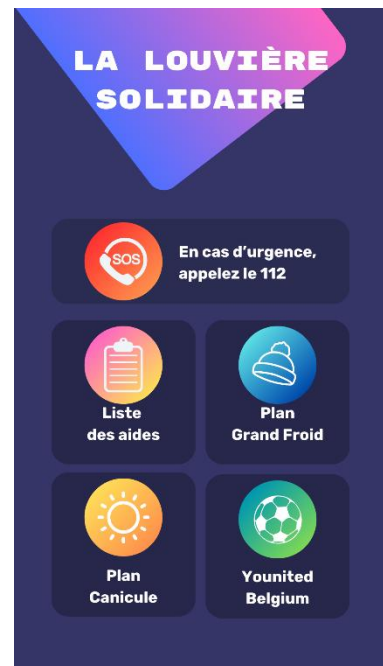 LA LOUVIÈRE
SOLIDAIRE
SOS
En cas d'urgence,
appelez le 112
Liste
des aides
Plan
Grand Froid
Plan
Canicule
Younited
Belgium